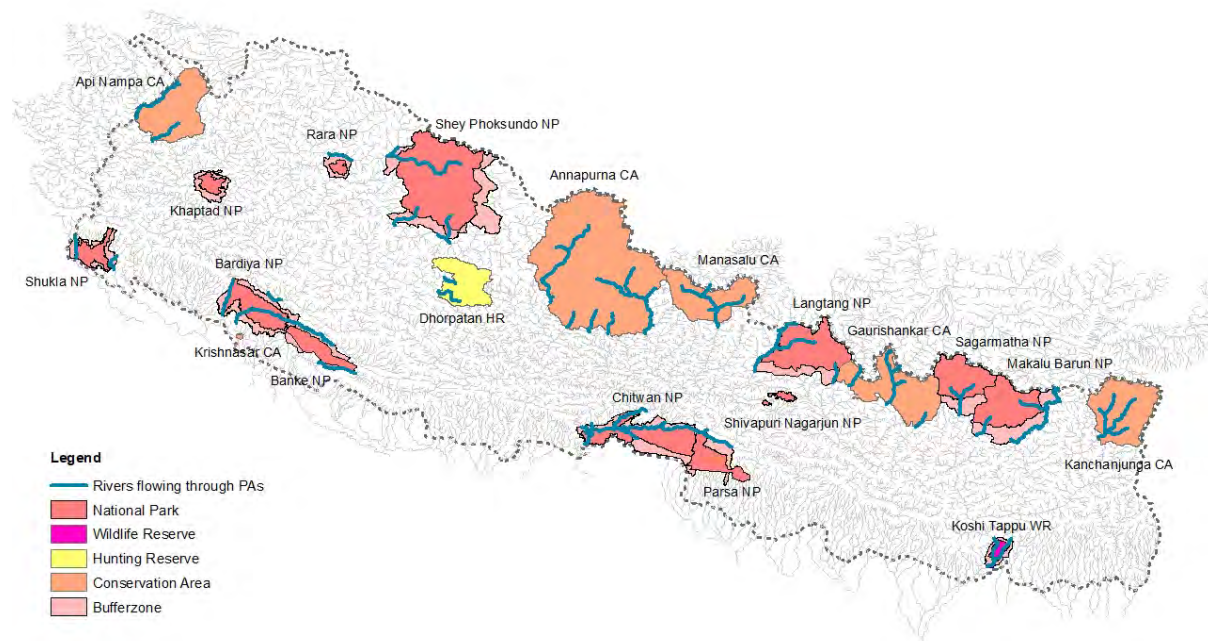 Api Nampa CA
Rara NP
Shey Phoksundo NP
Khaptad NP
Annapurna CA
Shukla NP
Bardiya NP
Manasalu CA
Dhorpatan HR
Langtang NP
Gaurishankar CA
Sagarmatha NP
Krishnasar CA
Makalu Barun NP
Banke NP
Chitwan NP
Shivapuri Nagarjun NP
Kanchanjunga CA
Parsa NP
Koshi Tappu WR
Legend
Rivers flowing through PAs
National Park
Wildlife Reserve
Hunting Reserve
Conservation Area
Bufferzone